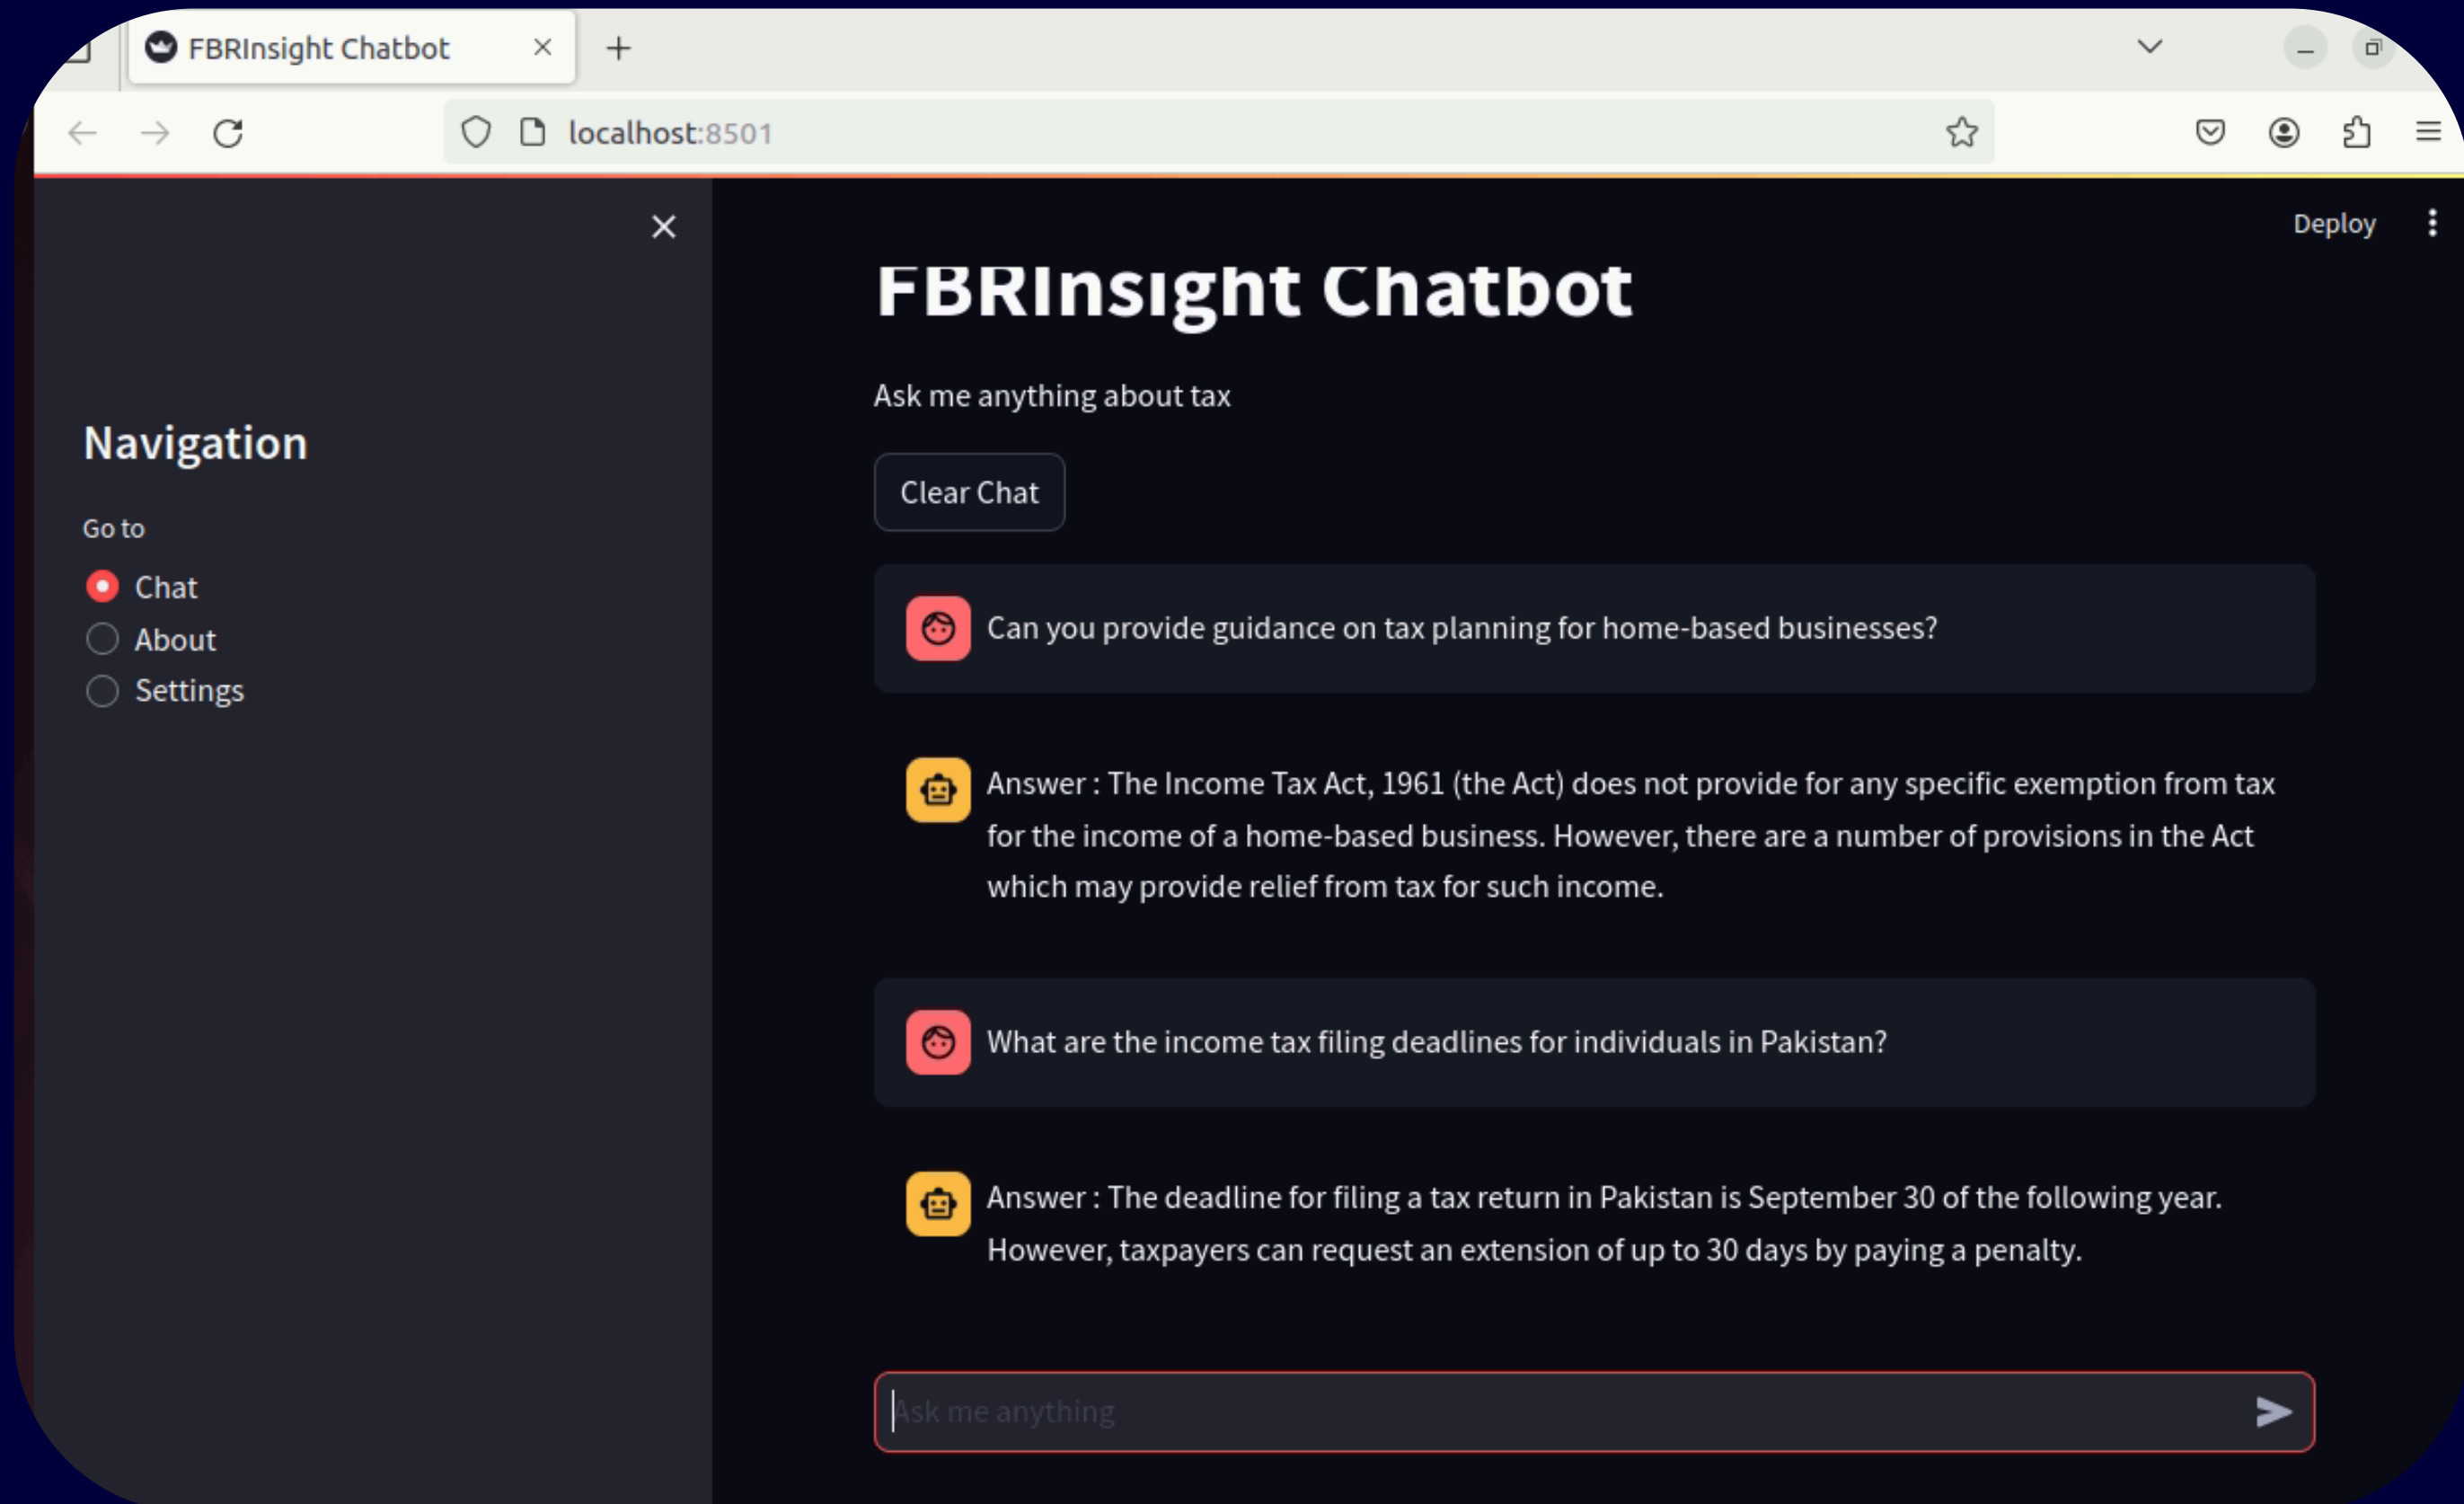 FBRInsight Chatbot
localhost:8501
Deploy
Navigation
Go to
Chat
About
Settings
FBRInsight Chatbot
Ask me anything about tax
Clear Chat
Can you provide guidance on tax planning for home-based businesses?
Answer : The Income Tax Act, 1961 (the Act) does not provide for any specific exemption from tax
for the income of a home-based business. However, there are a number of provisions in the Act
which may provide relief from tax for such income.
What are the income tax filing deadlines for individuals in Pakistan?
Answer : The deadline for filing a tax return in Pakistan is September 30 of the following year.
However, taxpayers can request an extension of up to 30 days by paying a penalty.
Ask me anything